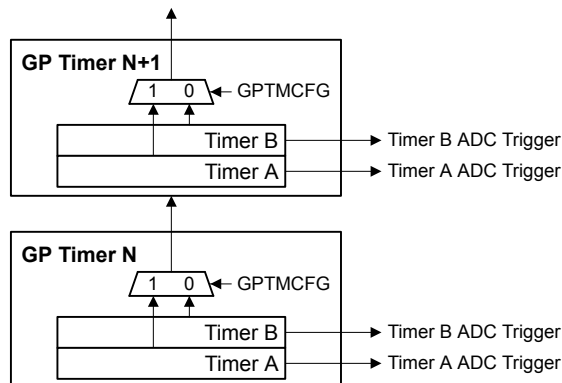 GP Timer N+1
1 0 GPTMCFG
Timer B Timer B ADC Trigger
Timer A Timer A ADC Trigger
GP Timer N
1 0 GPTMCFG
Timer B Timer B ADC Trigger
Timer A Timer A ADC Trigger